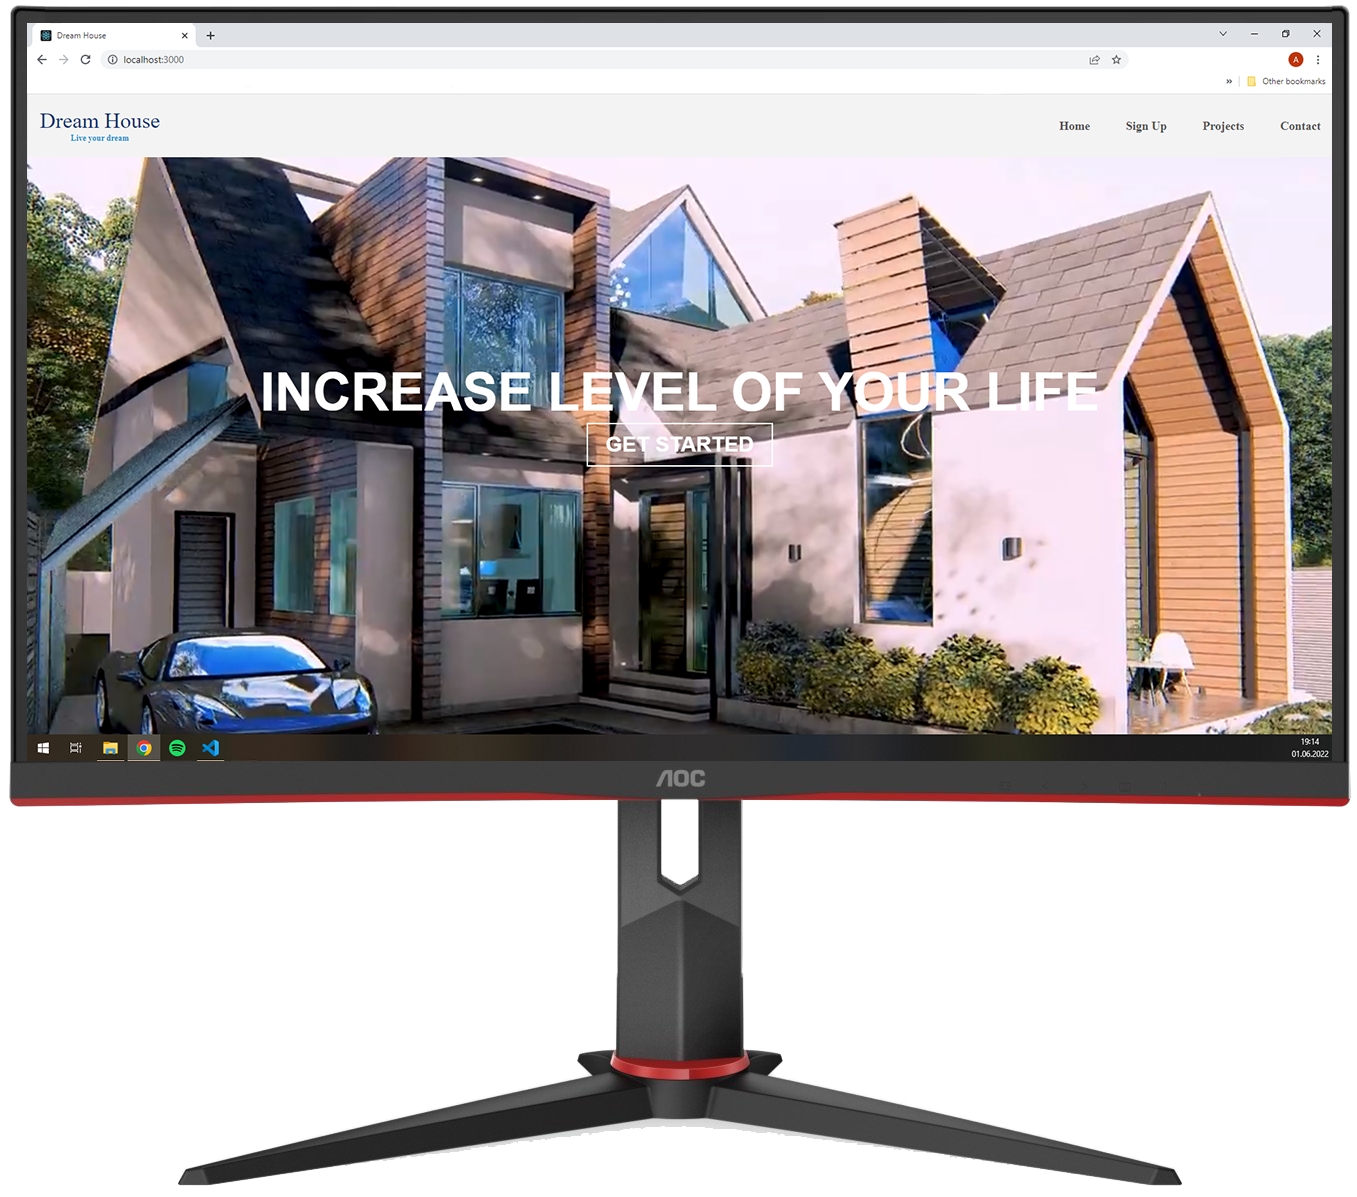 Dream House
localhost:3000
A
» Other bookmarks
Dream House
Live your dream
Home Sign Up Projects Contact
INCREASE LEVEL OF YOUR LIFE
GET STARTED
19:14
01.06.2022
AOC